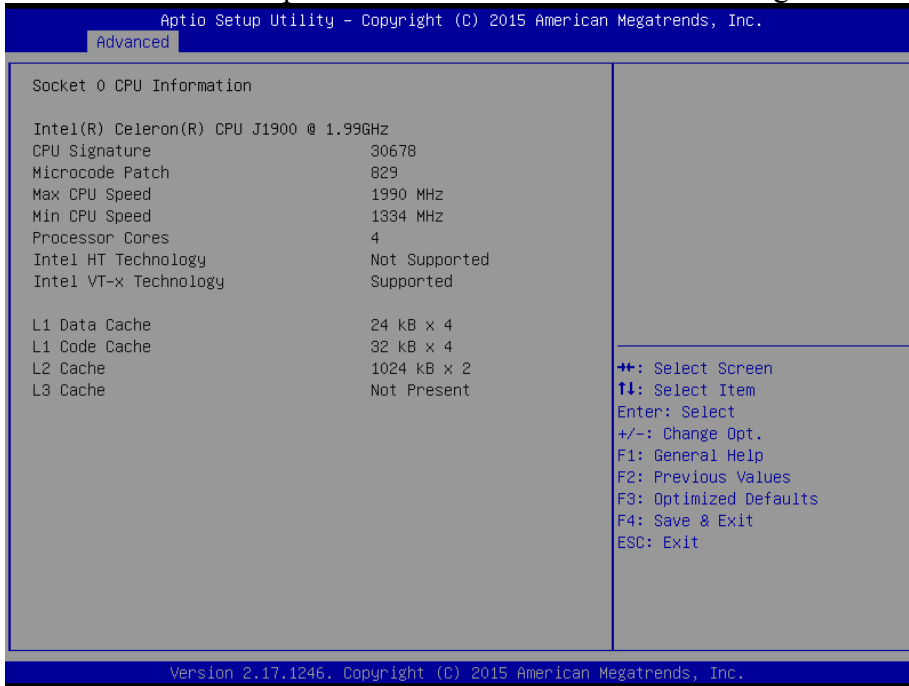 Aptio Setup Utility – Copyright (C) 2015 American Megatrends, Inc.
Advanced
Socket 0 CPU Information
Intel(R) Celeron(R) CPU J1900 @ 1.99GHz
CPU Signature 30678
Microcode Patch 829
Max CPU Speed 1990 MHz
Min CPU Speed 1334 MHz
Processor Cores 4
Intel HT Technology Not Supported
Intel VT-x Technology Supported
L1 Data Cache 24 kB x 4
L1 Code Cache 32 kB x 4
L2 Cache 1024 kB x 2
L3 Cache Not Present
→←: Select Screen
↑↓: Select Item
Enter: Select
+/-: Change Opt.
F1: General Help
F2: Previous Values
F3: Optimized Defaults
F4: Save & Exit
ESC: Exit
Version 2.17.1246. Copyright (C) 2015 American Megatrends, Inc.